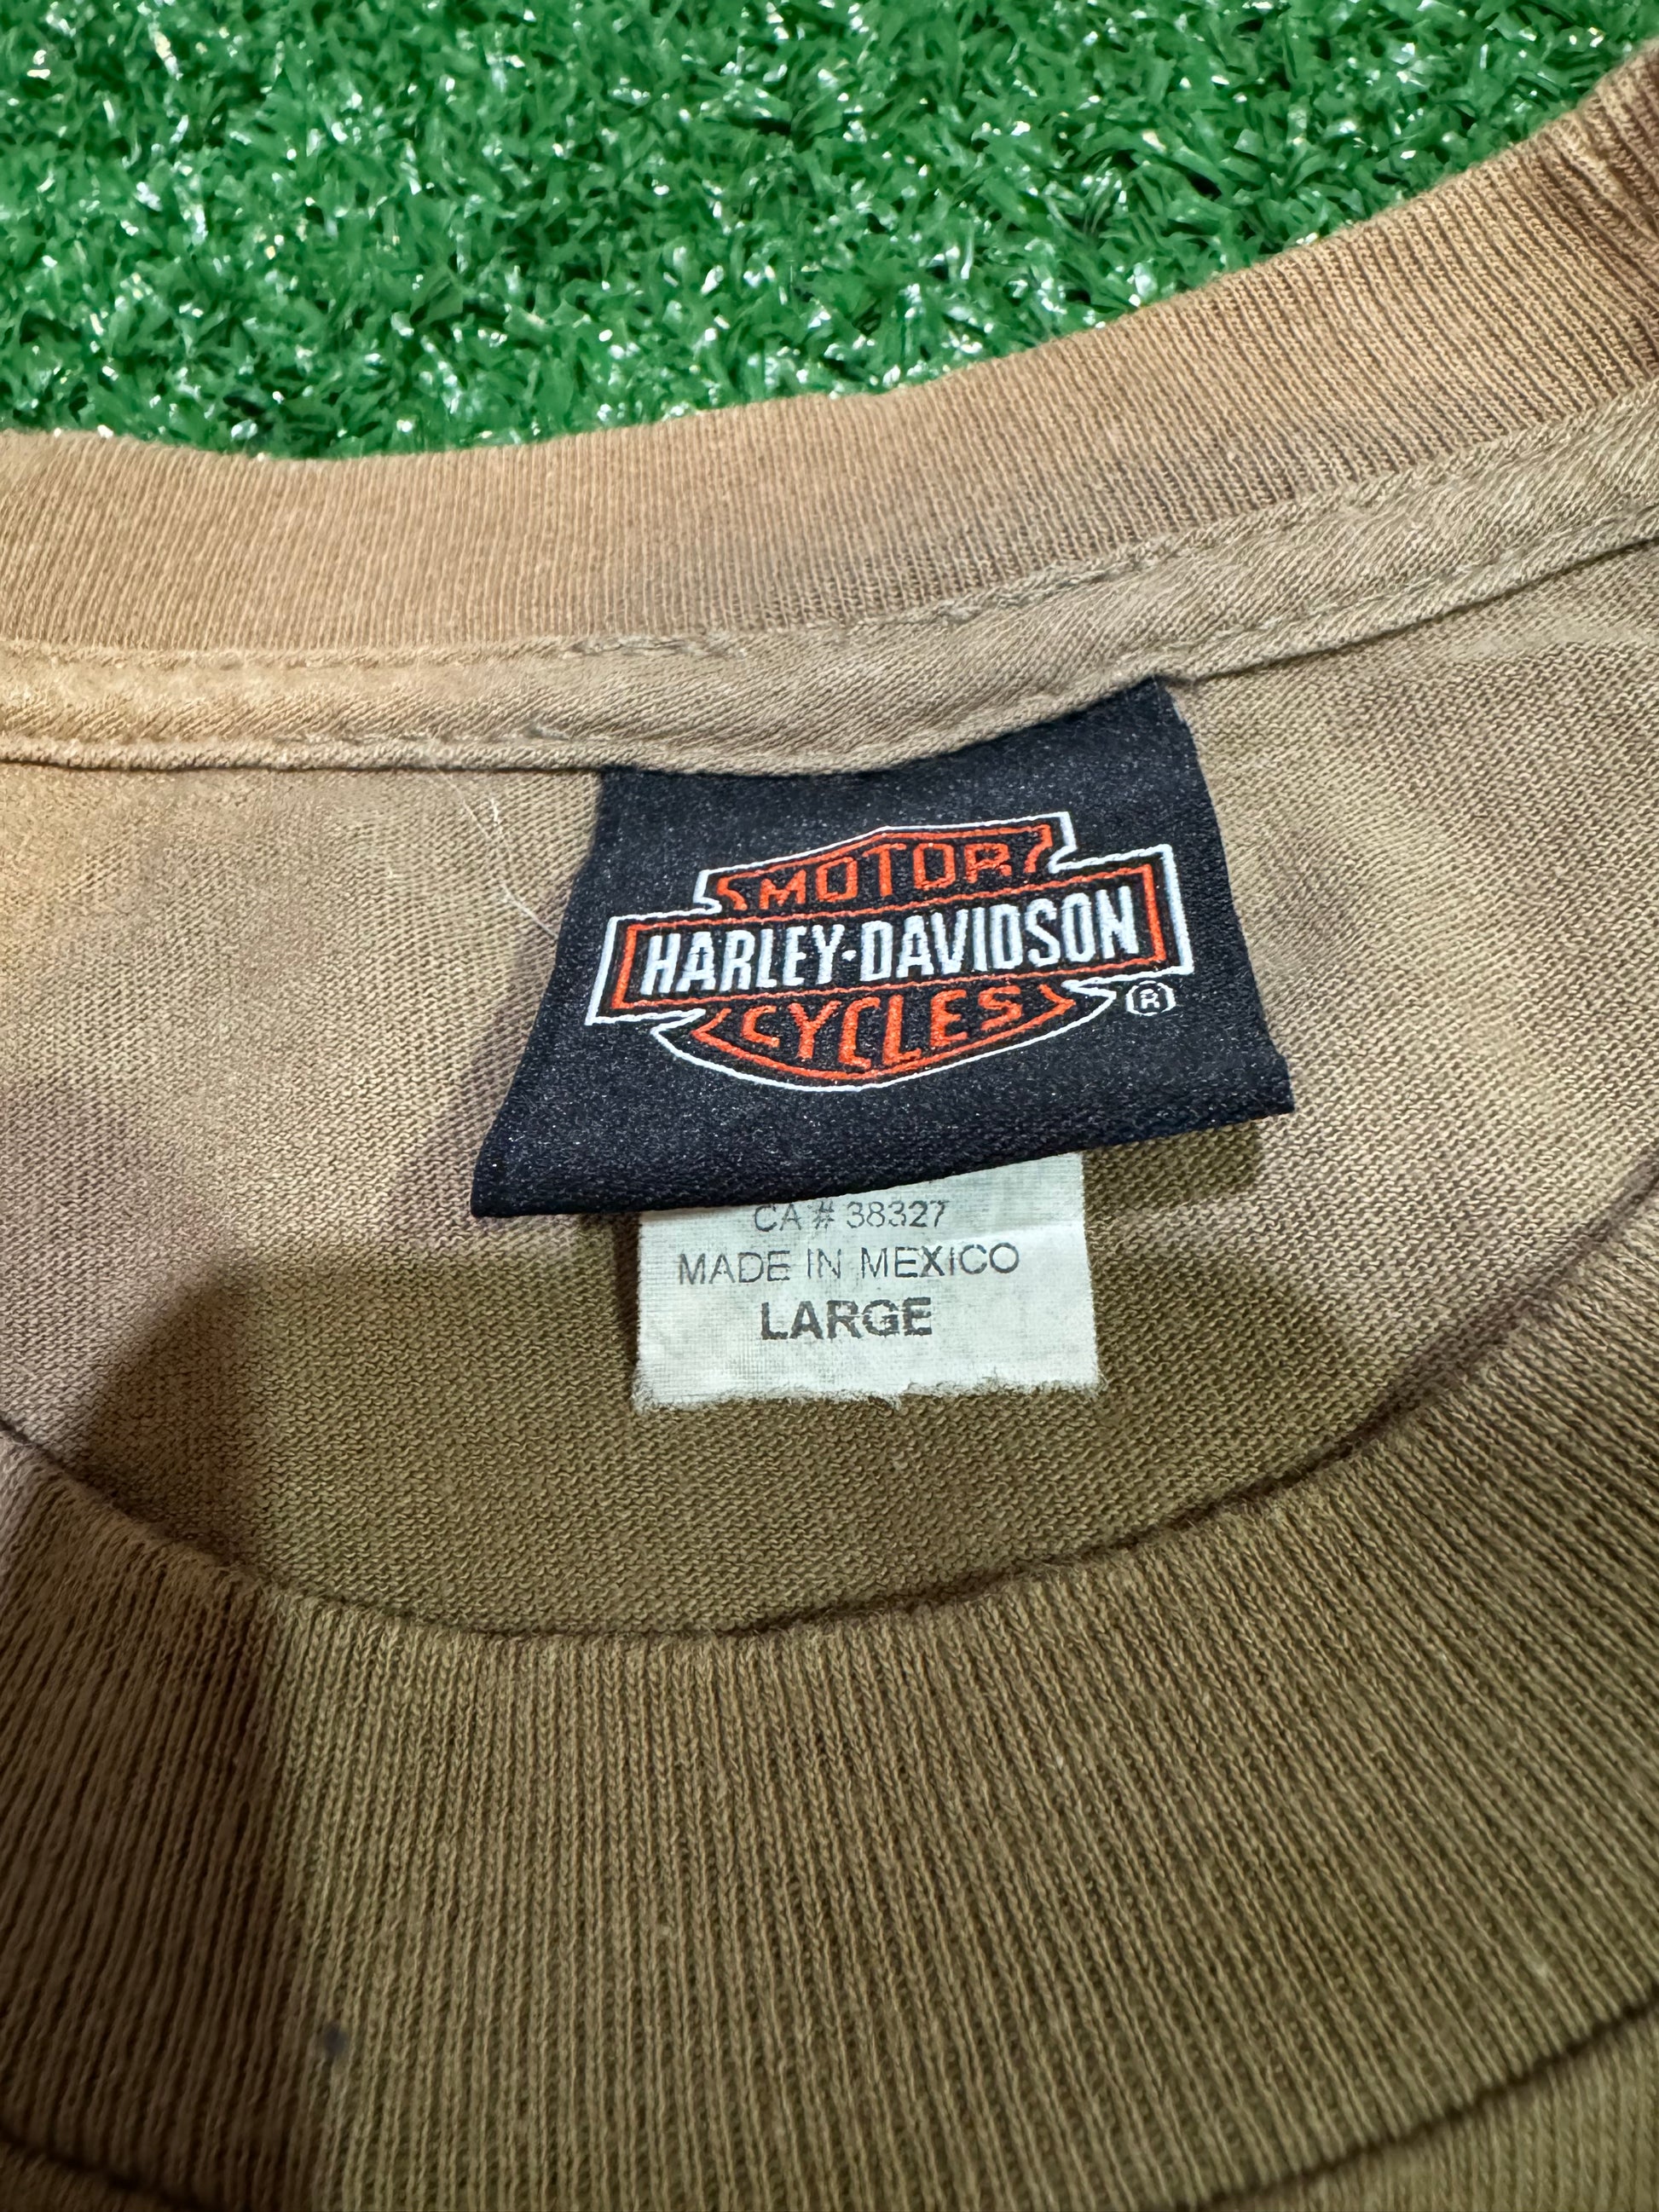 MOTOR
HARLEY-DAVIDSON
CYCLES
®
CA # 38327
MADE IN MEXICO
LARGE